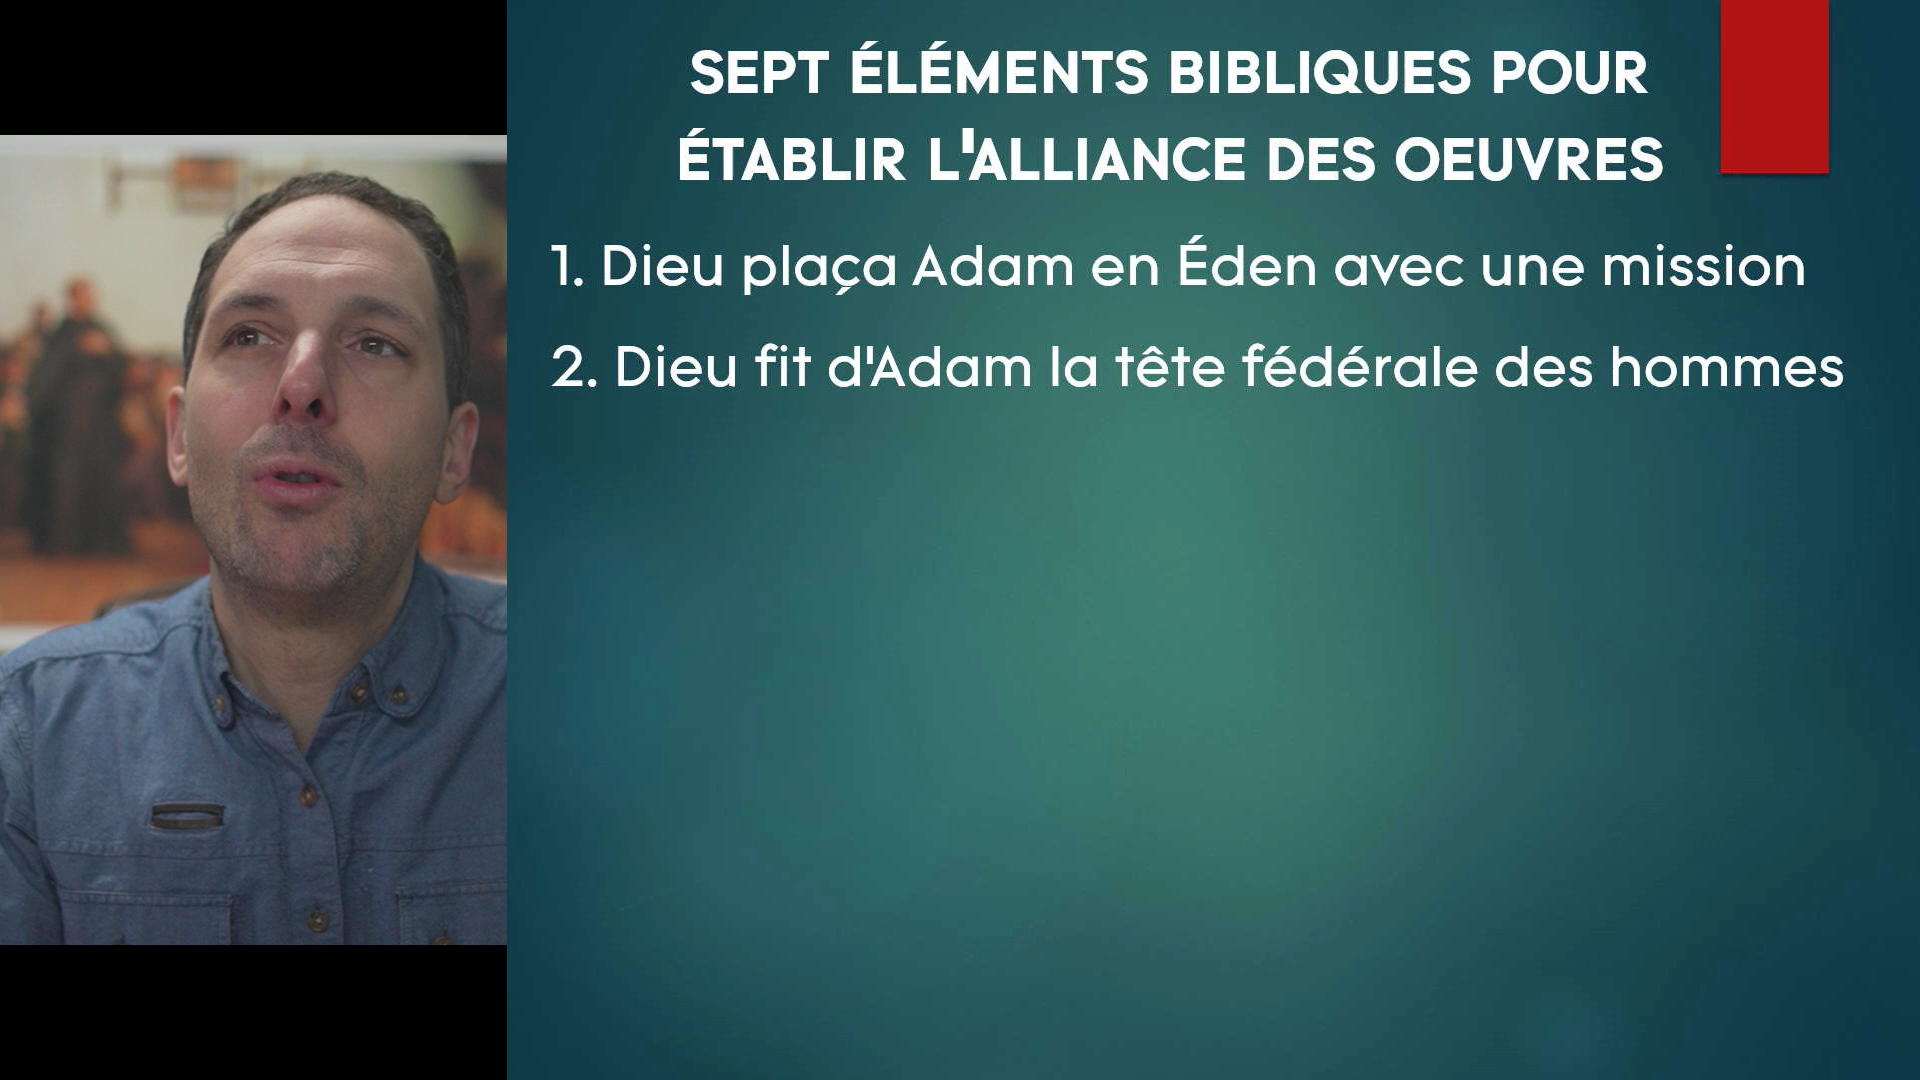 SEPT ÉLÉMENTS BIBLIQUES POUR
ÉTABLIR L'ALLIANCE DES OEUVRES
1. Dieu plaça Adam en Éden avec une mission
2. Dieu fit d'Adam la tête fédérale des hommes